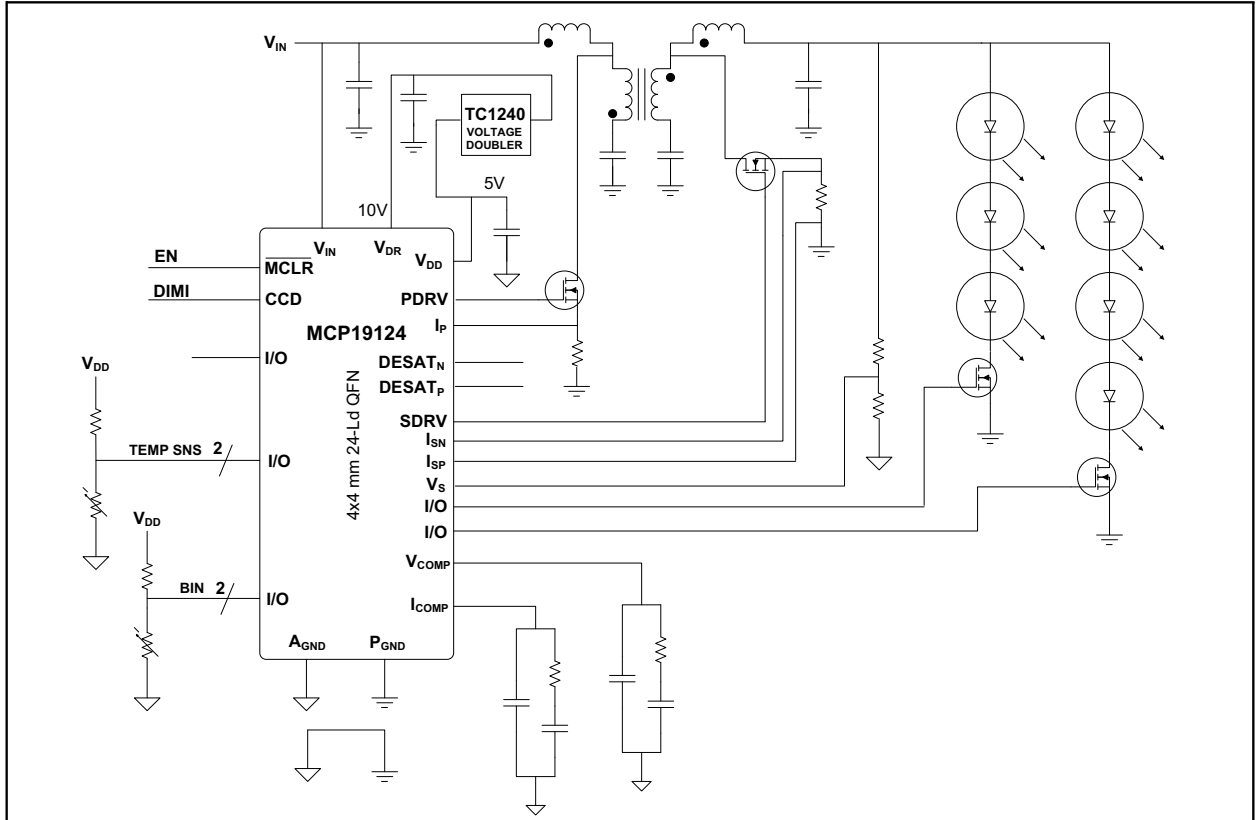 VIN
TC1240
VOLTAGE
DOUBLER
5V
10V
VIN
VDR
VDD
EN
MCLR
DIMI
CCD
PDRV
MCP19124
IP
I/O
VDD
DESATN
DESATP
4x4 mm 24-Ld QFN
SDRV
ISN
TEMP SNS 2
I/O
ISP
VS
I/O
VDD
I/O
VCOMP
BIN 2
I/O
ICOMP
AGND
PGND